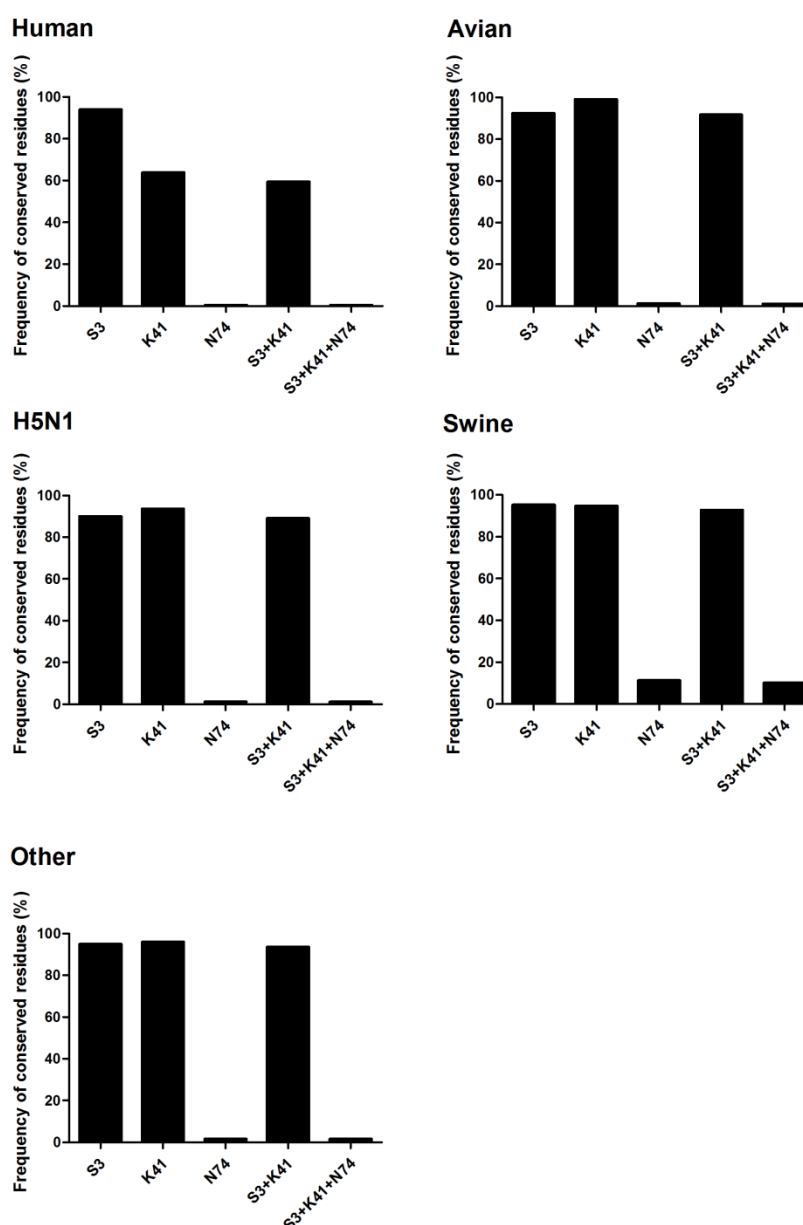 Human
Frequency of conserved residues (%)
100
80
60
40
20
0
S3
K41
N74
S3+K41
S3+K41+N74
Avian
Frequency of conserved residues (%)
100
80
60
40
20
0
S3
K41
N74
S3+K41
S3+K41+N74
H5N1
Frequency of conserved residues (%)
100
80
60
40
20
0
S3
K41
N74
S3+K41
S3+K41+N74
Swine
Frequency of conserved residues (%)
100
80
60
40
20
0
S3
K41
N74
S3+K41
S3+K41+N74
Other
Frequency of conserved residues (%)
100
80
60
40
20
0
S3
K41
N74
S3+K41
S3+K41+N74